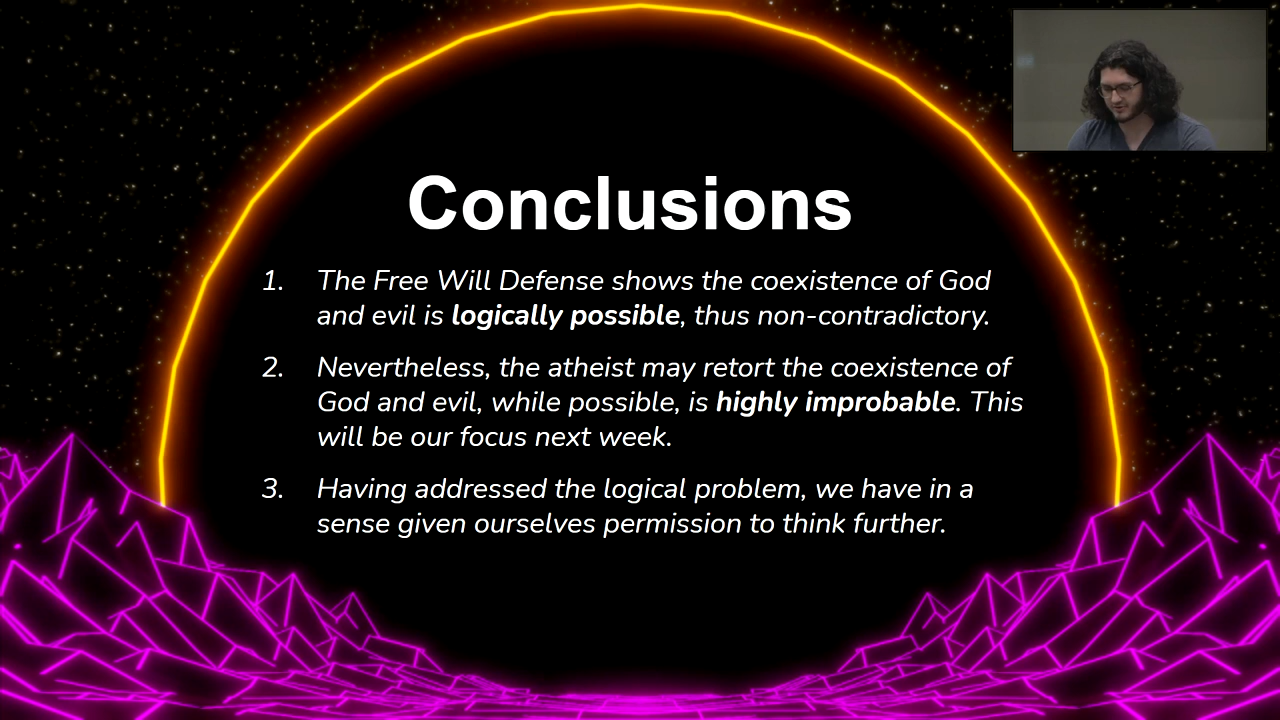 Conclusions
1. The Free Will Defense shows the coexistence of God
and evil is logically possible, thus non-contradictory.
2. Nevertheless, the atheist may retort the coexistence of
God and evil, while possible, is highly improbable. This
will be our focus next week.
3. Having addressed the logical problem, we have in a
sense given ourselves permission to think further.